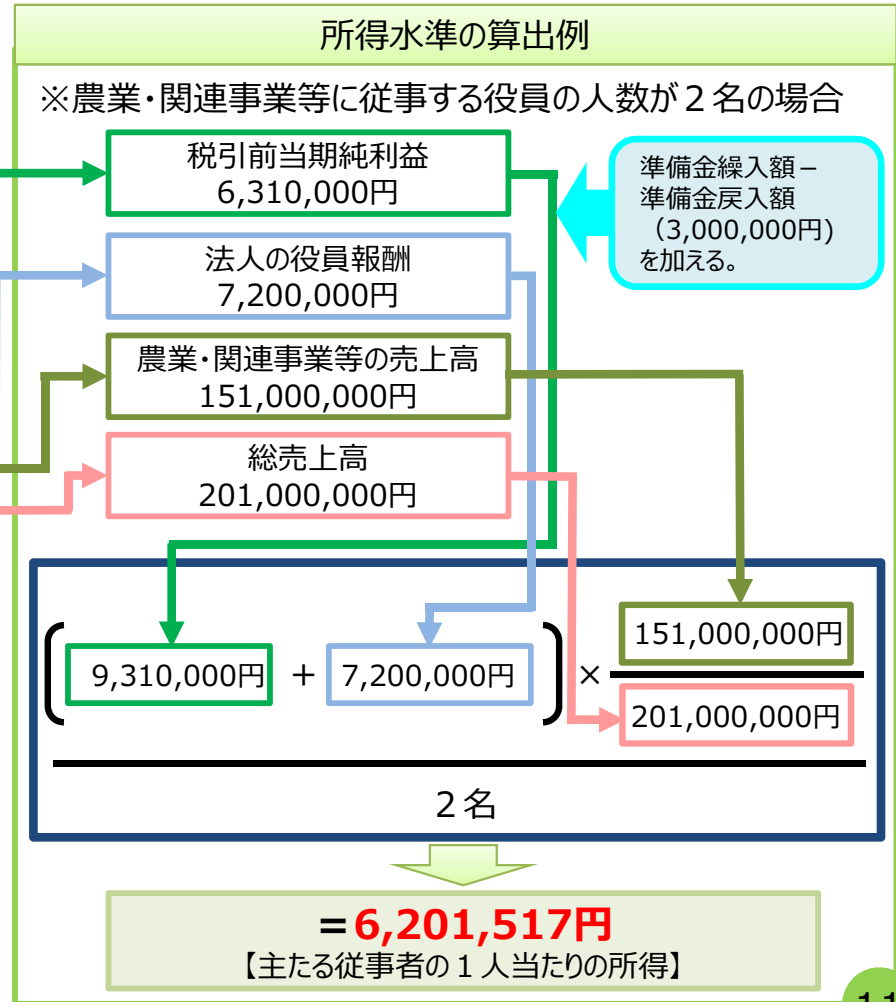 所得水準の算出例
※農業・関連事業等に従事する役員の人数が２名の場合
税引前当期純利益
6,310,000円
準備金繰入額－
準備金戻入額
（3,000,000円)
を加える。
法人の役員報酬
7,200,000円
農業・関連事業等の売上高
151,000,000円
総売上高
201,000,000円
9,310,000円 + 7,200,000円 × 151,000,000円
201,000,000円
２名
=6,201,517円
【主たる従事者の１人当たりの所得】